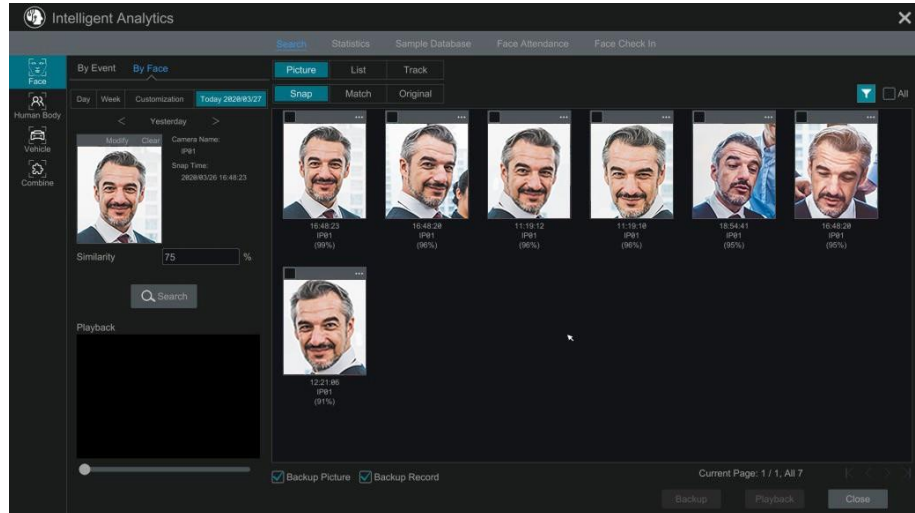 Intelligent Analytics
Search Statistics Sample Database Face Attendance Face Check In
Face
Human Body
Vehicle
Combine
By Event By Face
Day Week Customization Today 2020/03/27
< Yesterday >
Modify Clear
Camera Name:
IP01
Snap Time:
2020/03/26 16:48:23
Similarity 75 %
Search
Playback
Picture List Track
Snap Match Original
All
16:48:23
IP01
(99%)
16:48:20
IP01
(96%)
11:19:12
IP01
(96%)
11:19:10
IP01
(96%)
18:54:41
IP01
(95%)
16:48:20
IP01
(95%)
12:21:06
IP01
(91%)
Backup Picture Backup Record
Current Page: 1 / 1, All 7
Backup Playback Close